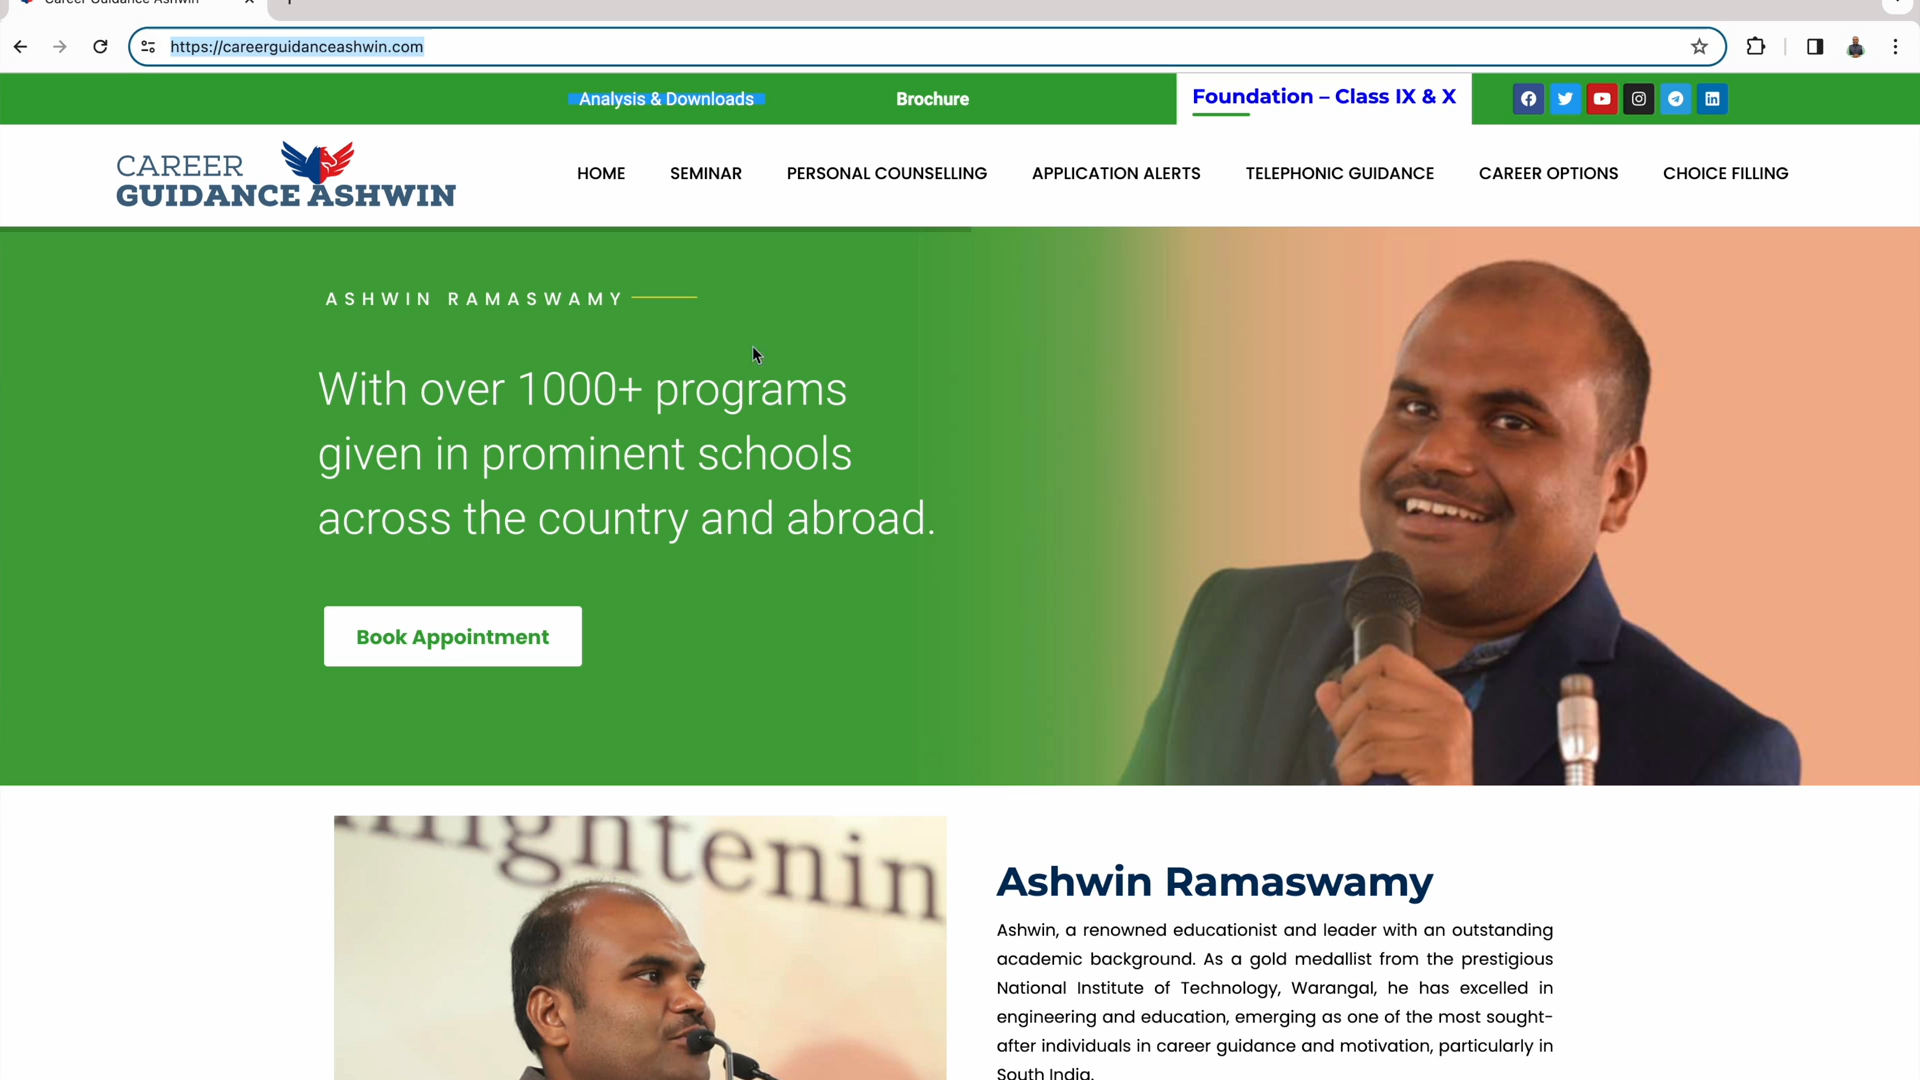 Career Guidance Ashwin
https://careerguidanceashwin.com
Analysis & Downloads
Brochure
Foundation – Class IX & X
CAREER
GUIDANCE ASHWIN
HOME
SEMINAR
PERSONAL COUNSELLING
APPLICATION ALERTS
TELEPHONIC GUIDANCE
CAREER OPTIONS
CHOICE FILLING
ASHWIN RAMASWAMY
With over 1000+ programs
given in prominent schools
across the country and abroad.
Book Appointment
Ashwin Ramaswamy
Ashwin, a renowned educationist and leader with an outstanding
academic background. As a gold medallist from the prestigious
National Institute of Technology, Warangal, he has excelled in
engineering and education, emerging as one of the most sought-
after individuals in career guidance and motivation, particularly in
South India.